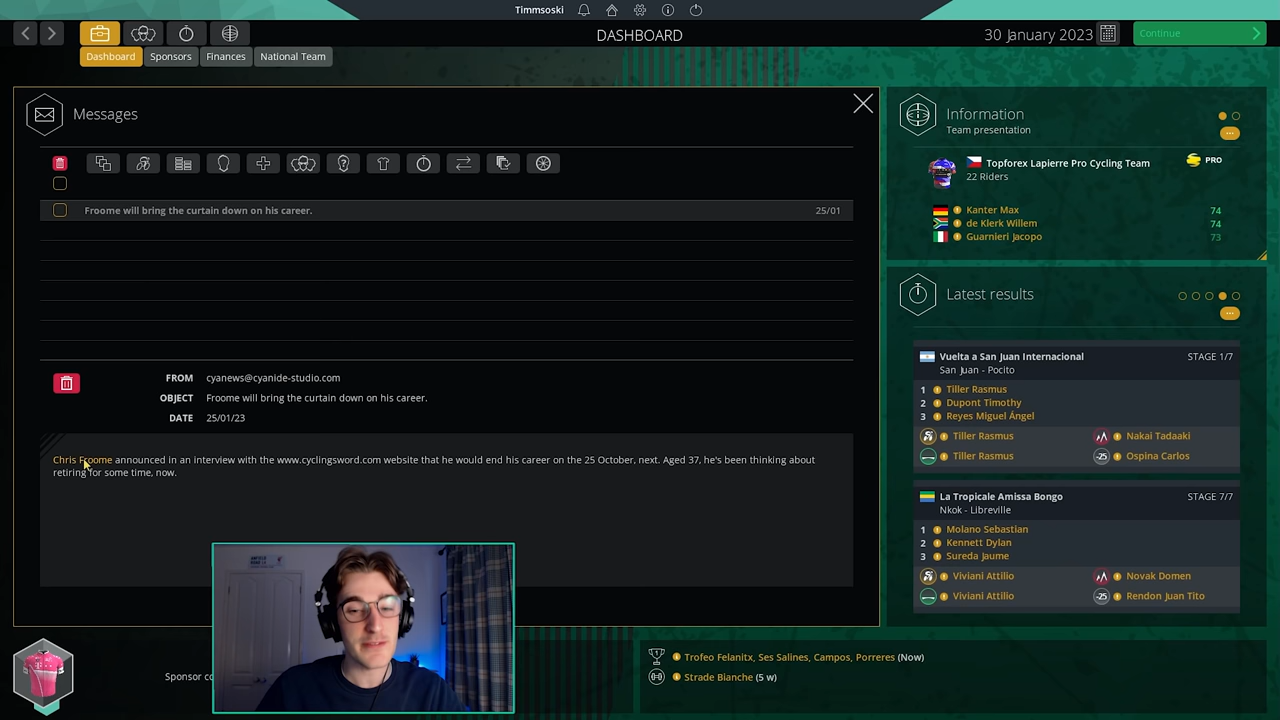 Timmsoski
DASHBOARD
30 January 2023
Continue
Dashboard
Sponsors
Finances
National Team
Messages
Froome will bring the curtain down on his career.
25/01
FROM
cyanews@cyanide-studio.com
OBJECT
Froome will bring the curtain down on his career.
DATE
25/01/23
Chris Froome announced in an interview with the www.cyclingsword.com website that he would end his career on the 25 October, next. Aged 37, he's been thinking about
retiring for some time, now.
Information
Team presentation
Topforex Lapierre Pro Cycling Team
PRO
22 Riders
Kanter Max
74
de Klerk Willem
74
Guarnieri Jacopo
73
Latest results
Vuelta a San Juan Internacional
STAGE 1/7
San Juan - Pocito
1 Tiller Rasmus
2 Dupont Timothy
3 Reyes Miguel Ángel
Tiller Rasmus
Nakai Tadaaki
Tiller Rasmus
-25 Ospina Carlos
La Tropicale Amissa Bongo
STAGE 7/7
Nkok - Libreville
1 Molano Sebastian
2 Kennett Dylan
3 Sureda Jaume
Viviani Attilio
Novak Domen
Viviani Attilio
-25 Rendon Juan Tito
Sponsor co
Trofeo Felanitx, Ses Salines, Campos, Porreres (Now)
Strade Bianche (5 w)